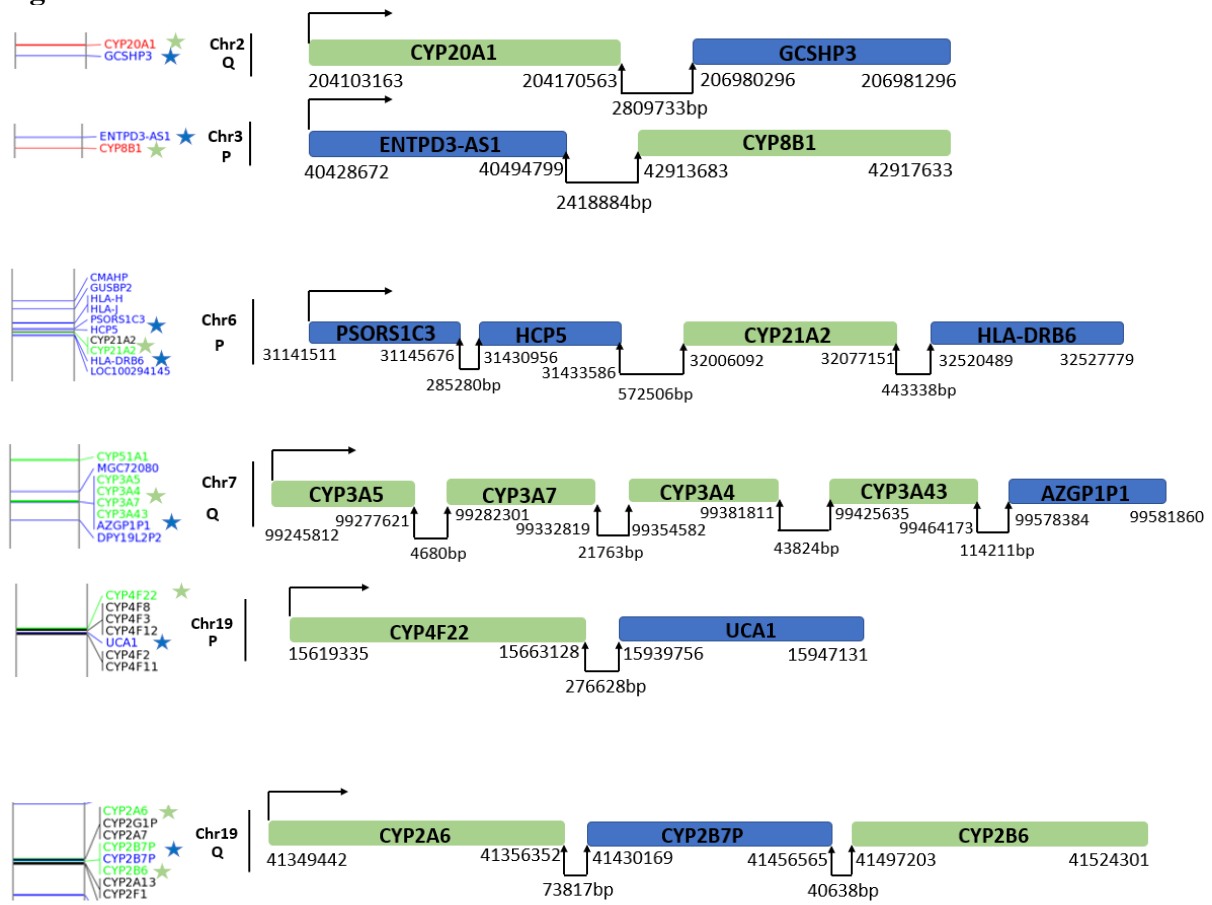 CYP20A1
GCSHP3
Chr2
Q
CYP20A1
GCSHP3
204103163
204170563
206980296
206981296
2809733bp
ENTPD3-AS1
CYP8B1
Chr3
P
ENTPD3-AS1
CYP8B1
40428672
40494799
42913683
42917633
2418884bp
CMAHP
GUSBP2
HLA-H
HLA-J
PSORS1C3
HCP5
CYP21A2
CYP21A2
HLA-DRB6
LOC100294145
Chr6
P
PSORS1C3
HCP5
CYP21A2
HLA-DRB6
31141511
31145676
31430956
31433586
32006092
32077151
32520489
32527779
285280bp
572506bp
443338bp
CYP51A1
MGC72080
CYP3A5
CYP3A4
CYP3A7
CYP3A43
AZGP1P1
DPY19L2P2
Chr7
Q
CYP3A5
CYP3A7
CYP3A4
CYP3A43
AZGP1P1
99245812
99277621
99282301
99332819
99354582
99381811
99425635
99464173
99578384
99581860
4680bp
21763bp
43824bp
114211bp
CYP4F22
CYP4F8
CYP4F3
CYP4F12
UCA1
CYP4F2
CYP4F11
Chr19
P
CYP4F22
UCA1
15619335
15663128
15939756
15947131
276628bp
CYP2A6
CYP2G1P
CYP2A7
CYP2B7P
CYP2B7P
CYP2B6
CYP2A13
CYP2F1
Chr19
Q
CYP2A6
CYP2B7P
CYP2B6
41349442
41356352
41430169
41456565
41497203
41524301
73817bp
40638bp